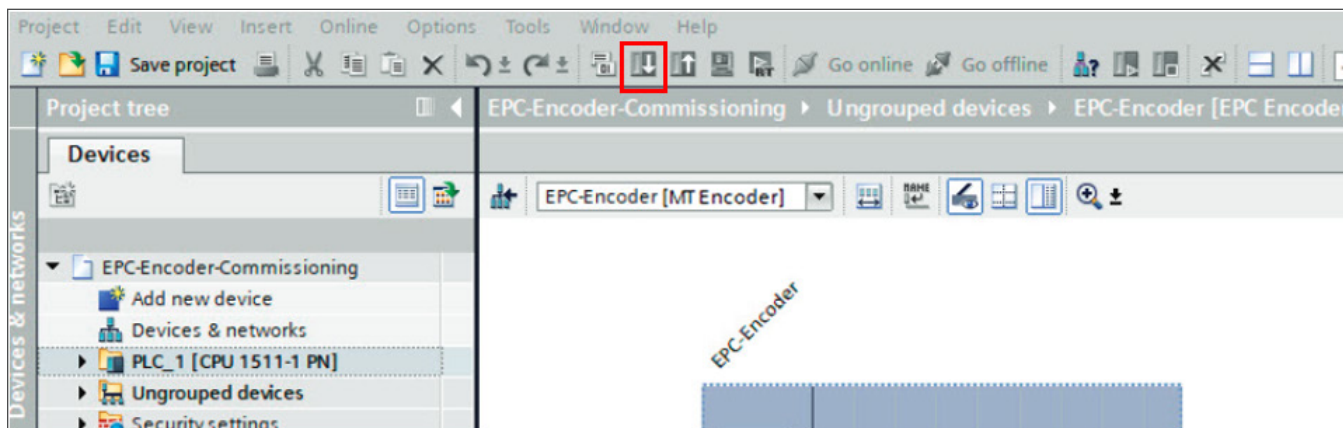 Project Edit View Insert Online Options Tools Window Help
Save project Go online Go offline
Project tree
EPC-Encoder-Commissioning Ungrouped devices EPC-Encoder [EPC Encode
Devices
EPC-Encoder [MT Encoder]
Devices & networks
EPC-Encoder-Commissioning
Add new device
Devices & networks
PLC_1 [CPU 1511-1 PN]
Ungrouped devices
Security settings
EPC-Encoder